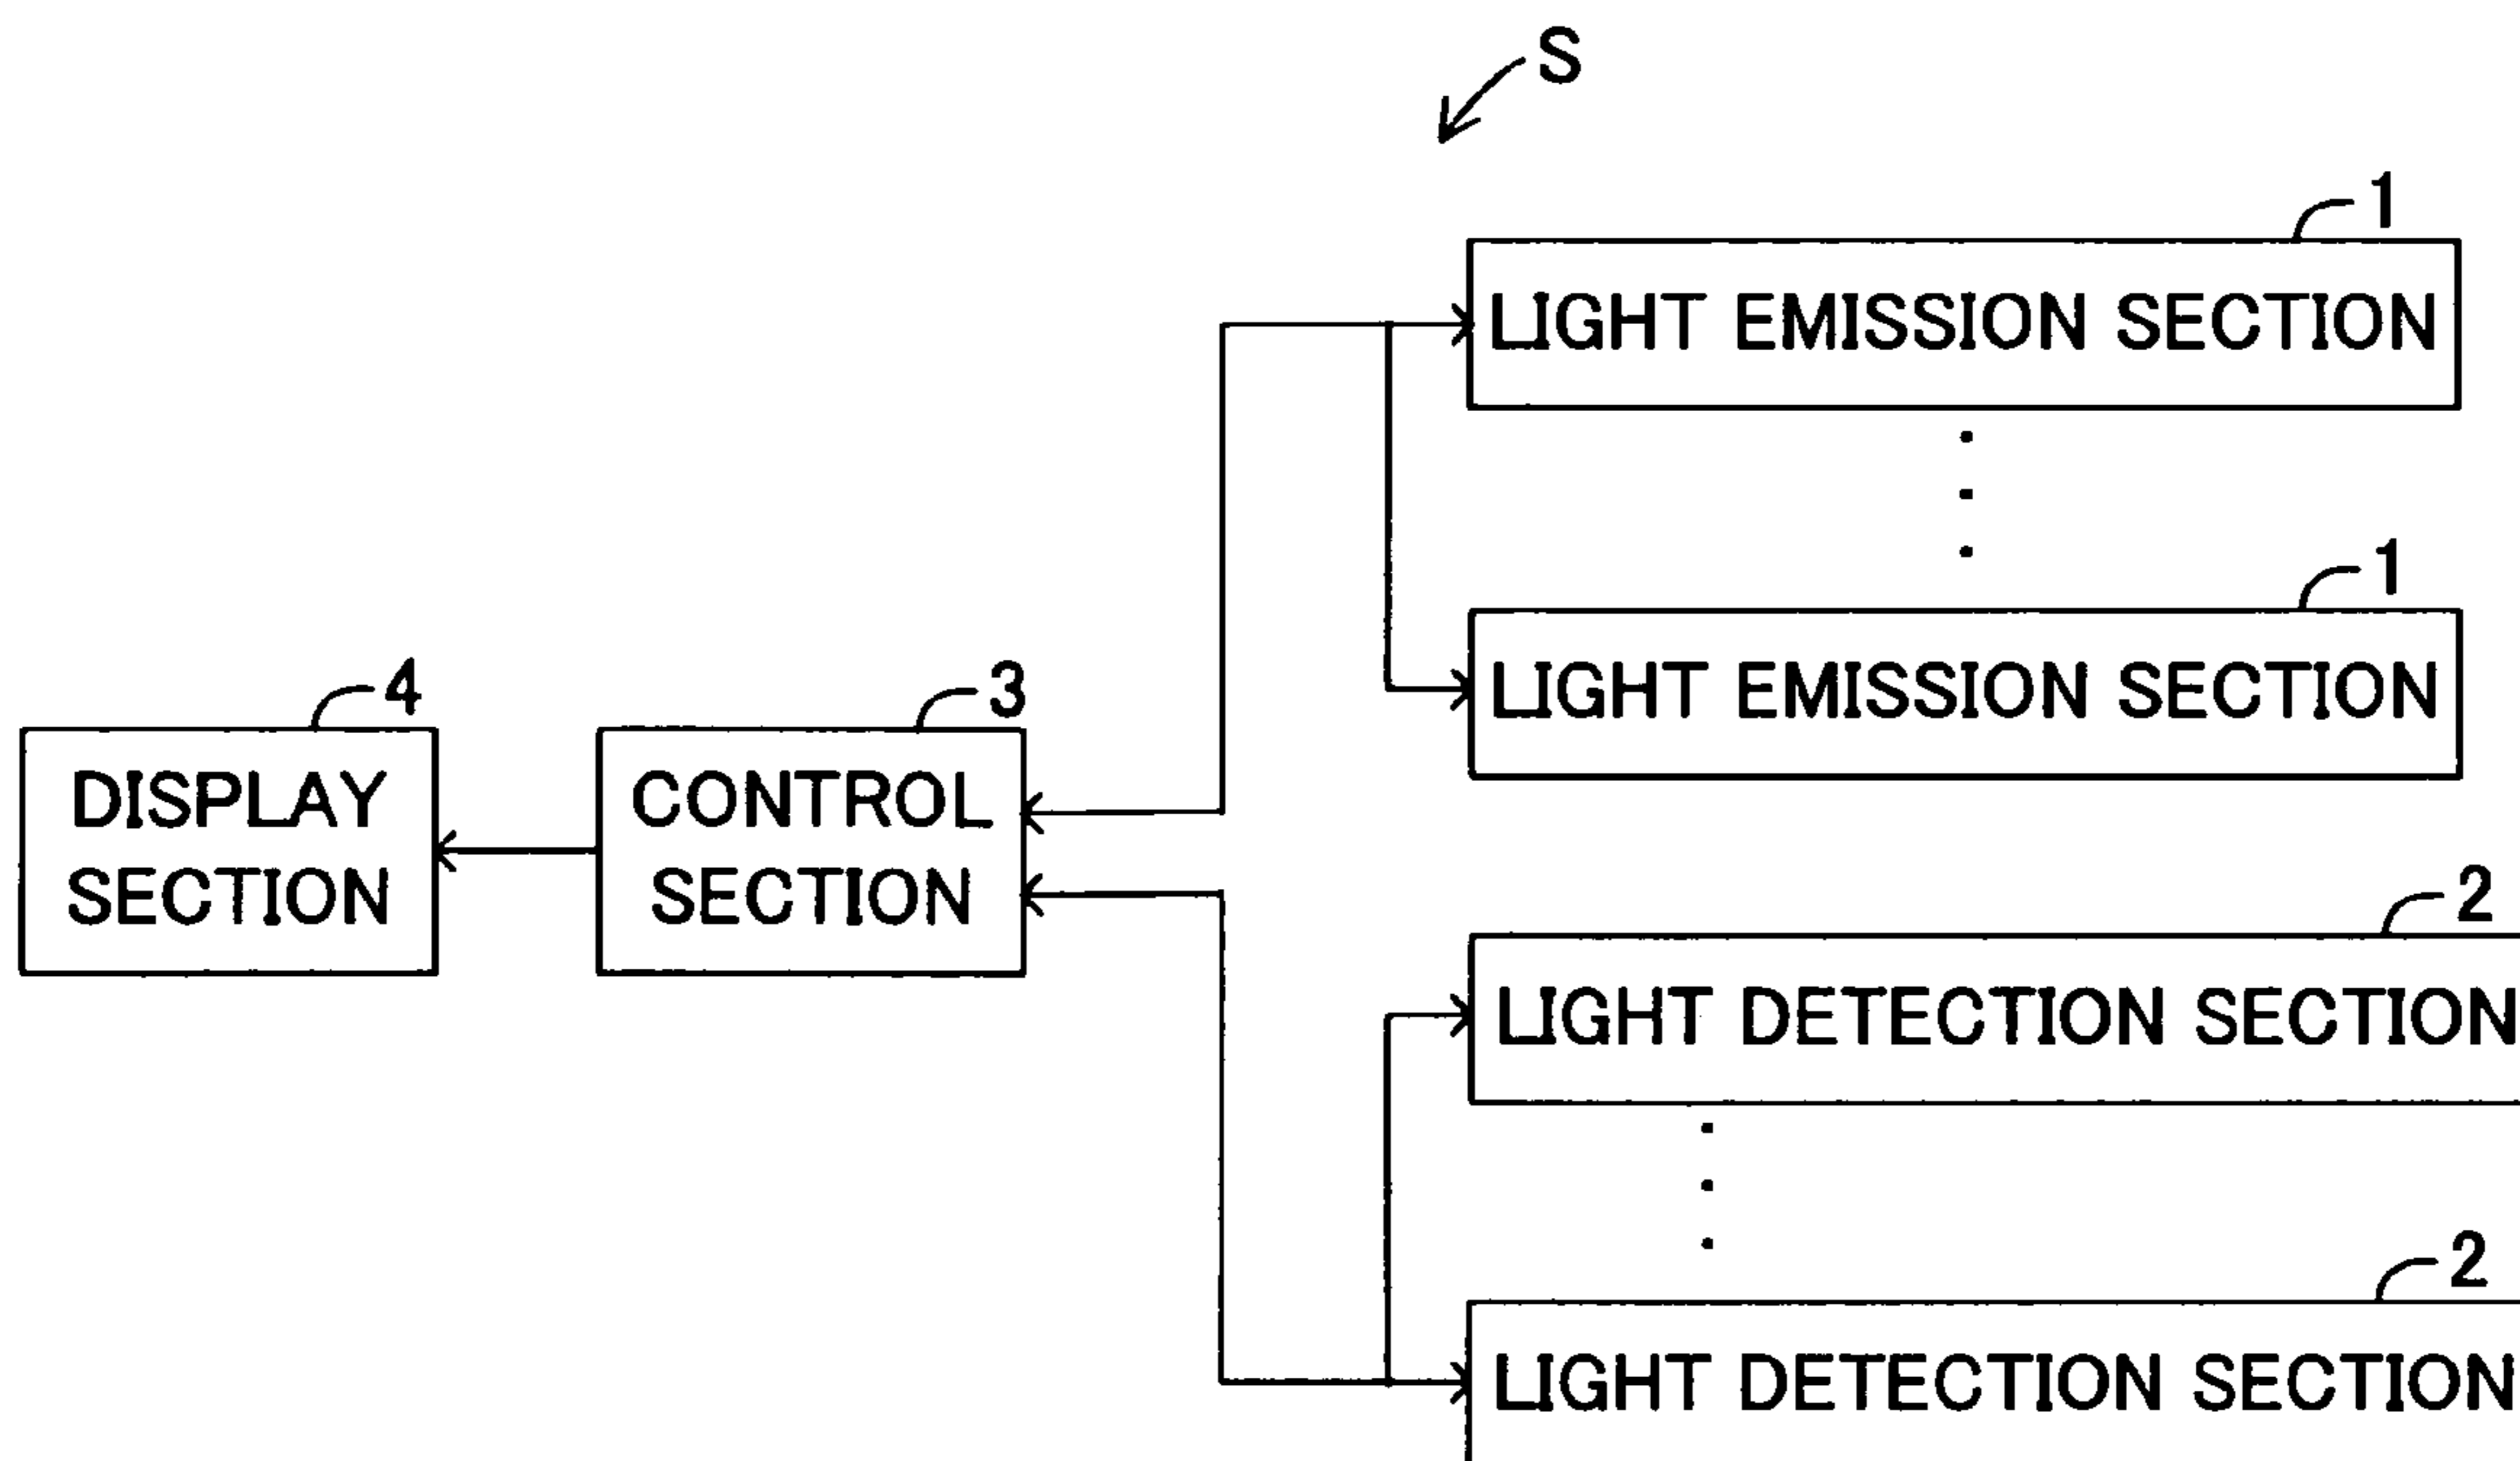 S
1
LIGHT EMISSION SECTION
1
LIGHT EMISSION SECTION
4
DISPLAY
SECTION
3
CONTROL
SECTION
2
LIGHT DETECTION SECTION
2
LIGHT DETECTION SECTION